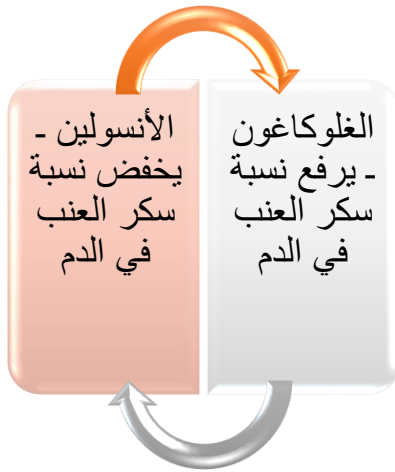 الغلوكاغون
ـ يرفع نسبة
سكر العنب
في الدم
الأنسولين ـ
يخفض نسبة
سكر العنب
في الدم